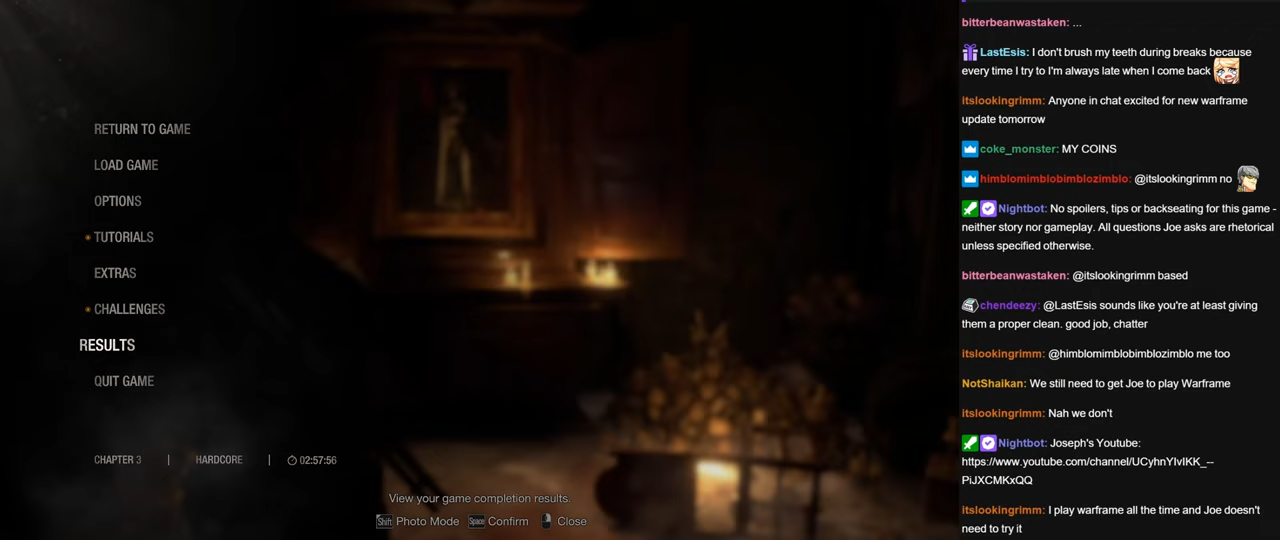 RETURN TO GAME
LOAD GAME
OPTIONS
TUTORIALS
EXTRAS
CHALLENGES
RESULTS
QUIT GAME
CHAPTER 3 | HARDCORE | 02:57:56
View your game completion results.
Shift Photo Mode Space Confirm Close
bitterbeanwastaken: ...
LastEsis: I don't brush my teeth during breaks because
every time I try to I'm always late when I come back
itslookingrimm: Anyone in chat excited for new warframe
update tomorrow
coke_monster: MY COINS
himblomimblobimblozimblo: @itslookingrimm no
Nightbot: No spoilers, tips or backseating for this game -
neither story nor gameplay. All questions Joe asks are rhetorical
unless specified otherwise.
bitterbeanwastaken: @itslookingrimm based
chendeezy: @LastEsis sounds like you're at least giving
them a proper clean. good job, chatter
itslookingrimm: @himblomimblobimblozimblo me too
NotShaikan: We still need to get Joe to play Warframe
itslookingrimm: Nah we don't
Nightbot: Joseph's Youtube:
https://www.youtube.com/channel/UCyhnYIvIKK_--
PiJXCMKxQQ
itslookingrimm: I play warframe all the time and Joe doesn't
need to try it